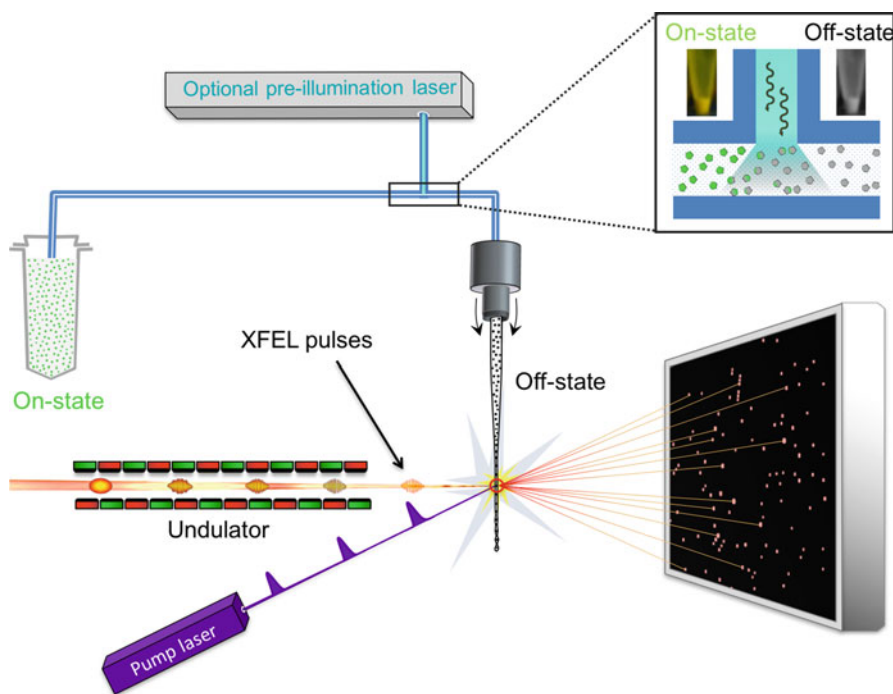 On-state Off-state
Optional pre-illumination laser
XFEL pulses
Off-state
On-state
Undulator
Pump laser